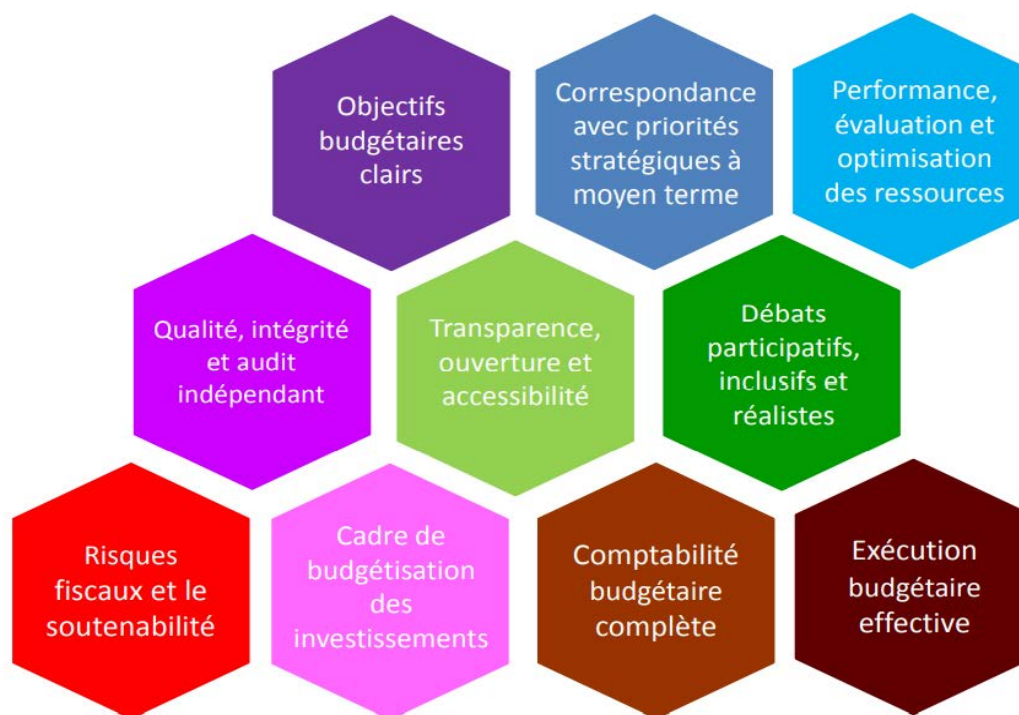 Objectifs
budgétaires
clairs
Correspondance
avec priorités
stratégiques à
moyen terme
Performance,
évaluation et
optimisation
des ressources
Qualité, intégrité
et audit
indépendant
Transparence,
ouverture et
accessibilité
Débats
participatifs,
inclusifs et
réalistes
Risques
fiscaux et le
soutenabilité
Cadre de
budgétisation
des
investissements
Comptabilité
budgétaire
complète
Exécution
budgétaire
effective